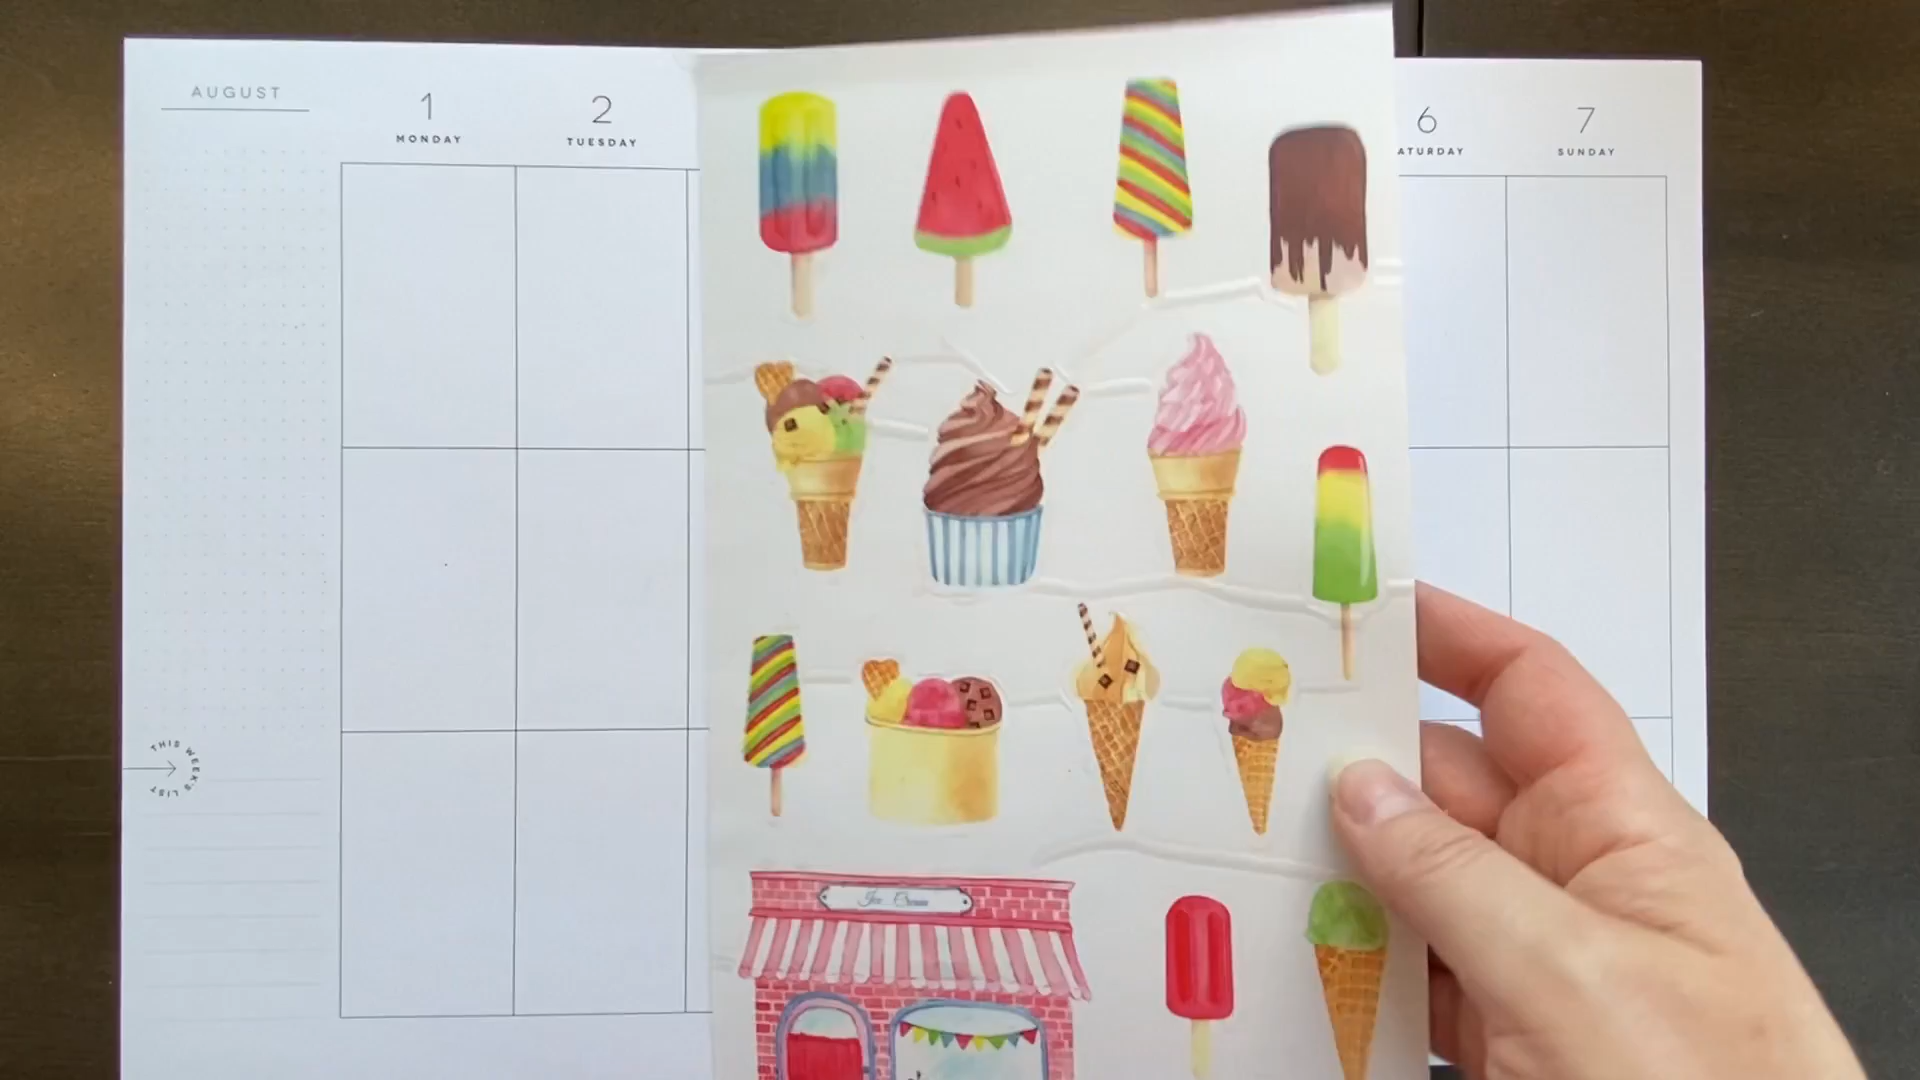 AUGUST
1
MONDAY
2
TUESDAY
6
ATURDAY
7
SUNDAY
THIS WEEK'S LIST
Ice Cream